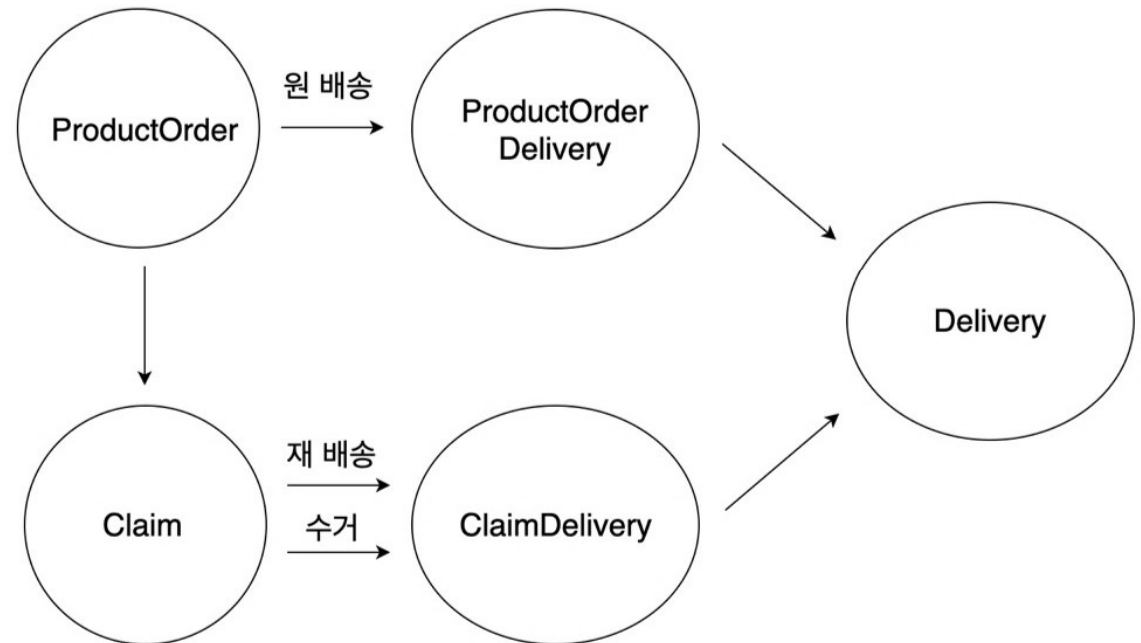 원 배송
ProductOrder
ProductOrder
Delivery
Delivery
재 배송
Claim
수거
ClaimDelivery